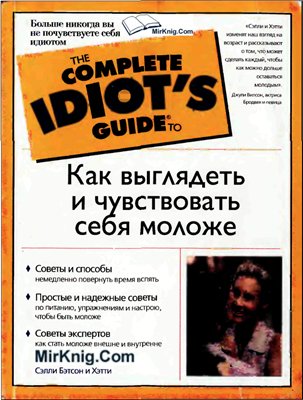 Больше никогда вы
не почувствуете себя
идиотом
MirKnig.Com
«Сэлли и Хэтти
изменят наш взгляд на
возраст и рассказывают
о том, что может
сделать каждый, чтобы
как можно дольше
оставаться
молодым».
Джули Вилсон, актриса
Бродвея и певица
THE
COMPLETE
IDIOT'S
GUIDE® TO
Как выглядеть
и чувствовать
себя моложе
Советы и способы
немедленно повернуть время вспять
Простые и надежные советы
по питанию, упражнениям и настрою,
чтобы быть моложе
Советы экспертов
как стать моложе внешне и внутренне
MirKnig.Com
Сэлли Бэтсон и Хэтти